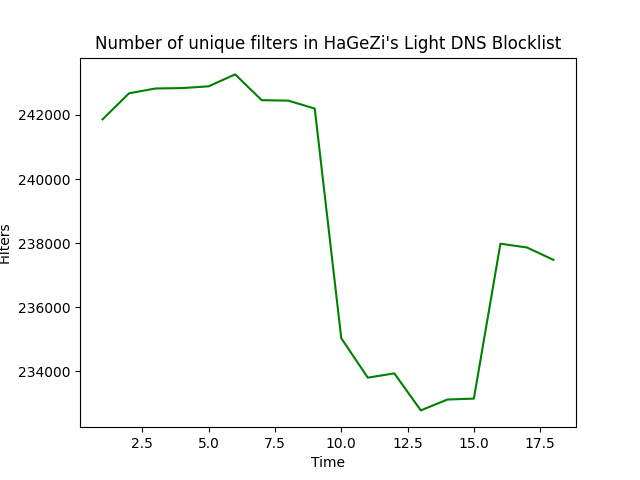 Number of unique filters in HaGeZi's Light DNS Blocklist
242000
240000
238000
236000
234000
Filters
2.5 5.0 7.5 10.0 12.5 15.0 17.5
Time